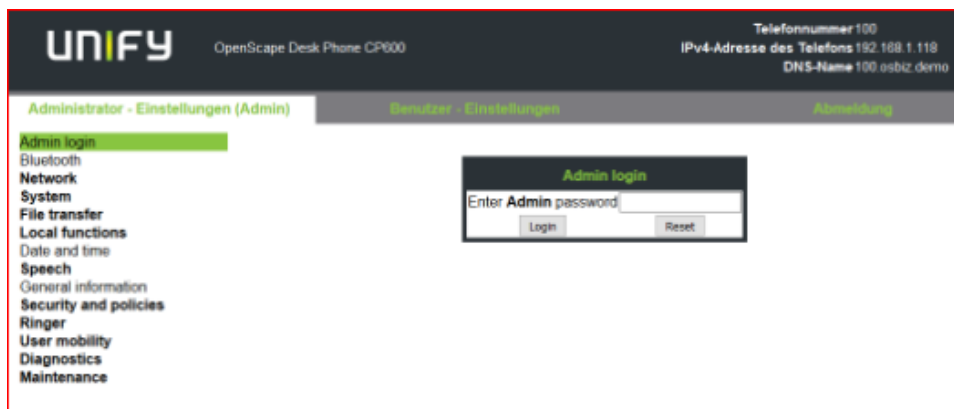 UNIFY
OpenScape Desk Phone CP600
Telefonnummer 100
IPv4-Adresse des Telefons 192.168.1.118
DNS-Name 100.osbiz.demo
Administrator - Einstellungen (Admin)
Benutzer - Einstellungen
Abmeldung
Admin login
Bluetooth
Network
System
File transfer
Local functions
Date and time
Speech
General information
Security and policies
Ringer
User mobility
Diagnostics
Maintenance
Admin login
Enter Admin password
Login
Reset